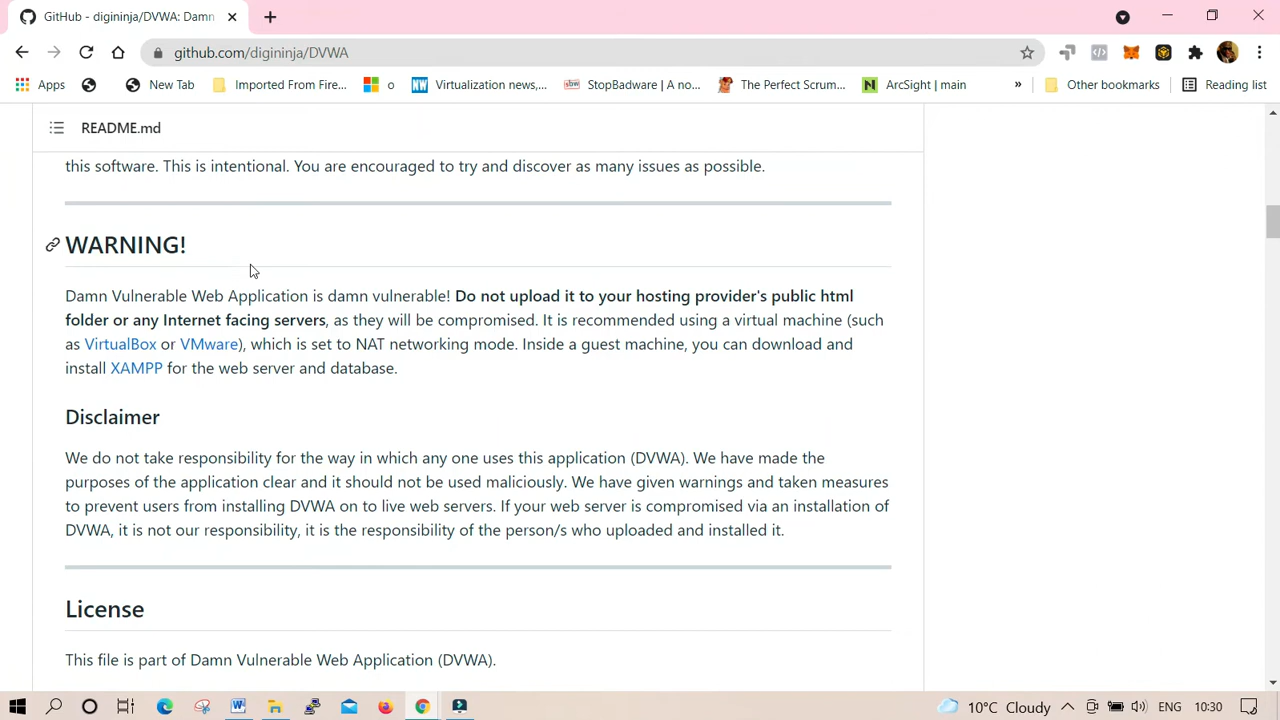 GitHub - digininja/DVWA: Damn
github.com/digininja/DVWA
Apps
New Tab
Imported From Fire...
o
Virtualization news,...
StopBadware | A no...
The Perfect Scrum...
ArcSight | main
»
Other bookmarks
Reading list
README.md
this software. This is intentional. You are encouraged to try and discover as many issues as possible.
WARNING!
Damn Vulnerable Web Application is damn vulnerable! Do not upload it to your hosting provider's public html
folder or any Internet facing servers, as they will be compromised. It is recommended using a virtual machine (such
as VirtualBox or VMware), which is set to NAT networking mode. Inside a guest machine, you can download and
install XAMPP for the web server and database.
Disclaimer
We do not take responsibility for the way in which any one uses this application (DVWA). We have made the
purposes of the application clear and it should not be used maliciously. We have given warnings and taken measures
to prevent users from installing DVWA on to live web servers. If your web server is compromised via an installation of
DVWA, it is not our responsibility, it is the responsibility of the person/s who uploaded and installed it.
License
This file is part of Damn Vulnerable Web Application (DVWA).
10°C Cloudy
ENG
10:30